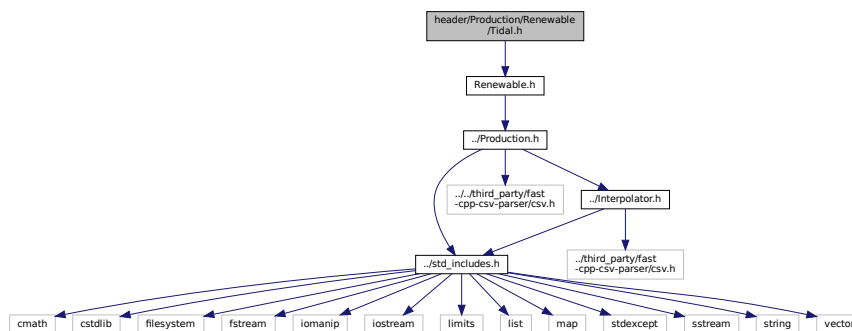 header/Production/Renewable
/Tidal.h
Renewable.h
../Production.h
../../third_party/fast
-cpp-csv-parser/csv.h
../Interpolator.h
../third_party/fast
-cpp-csv-parser/csv.h
../std_includes.h
cmath
cstdlib
filesystem
fstream
iomanip
iostream
limits
list
map
stdexcept
sstream
string
vector